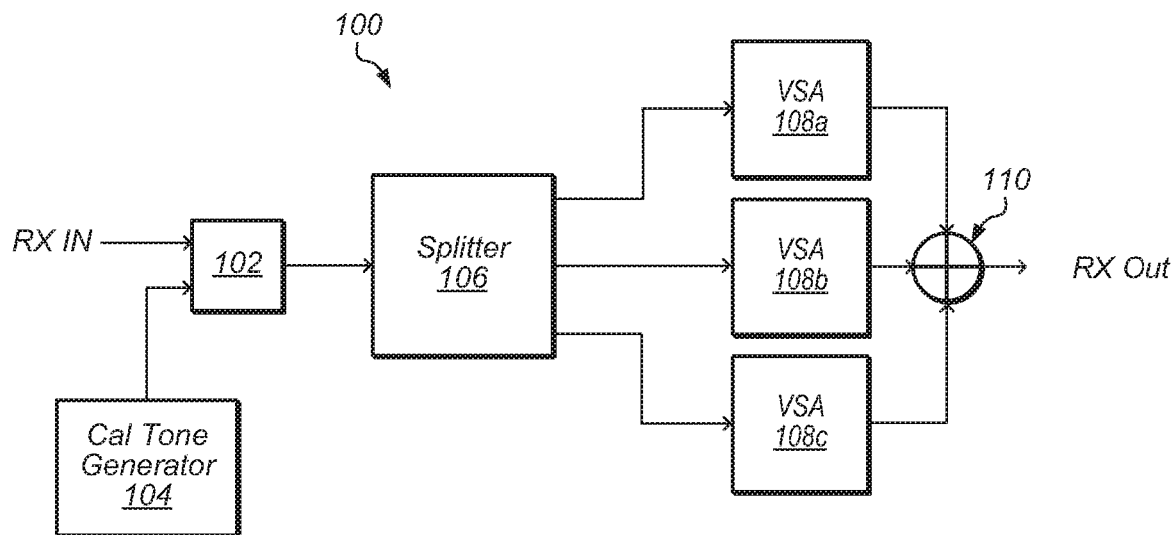 100
VSA
108a
110
RX IN
102
Splitter
106
VSA
108b
RX Out
Cal Tone
Generator
104
VSA
108c